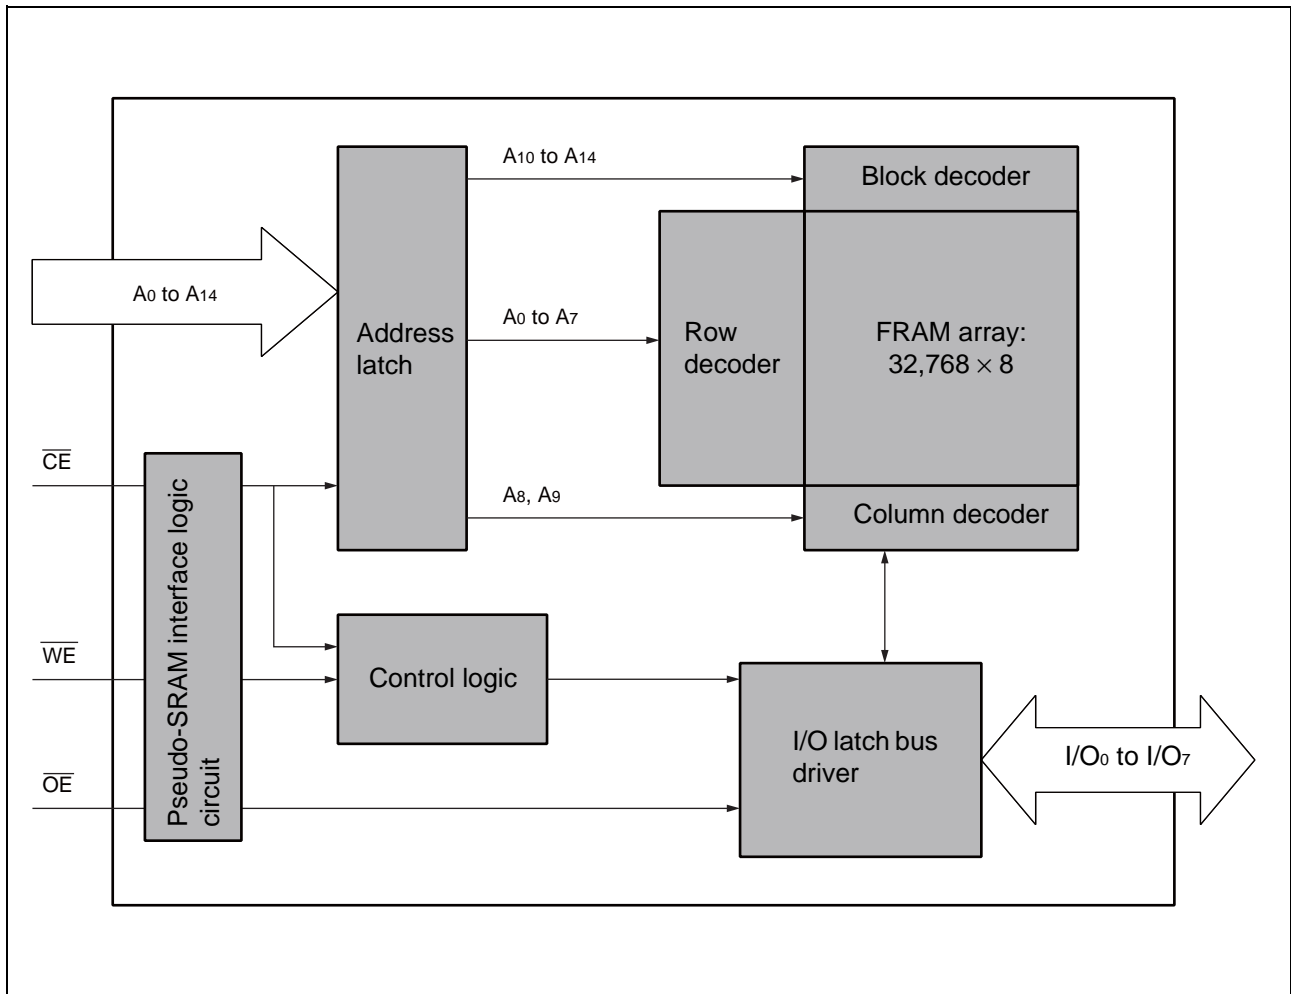 A10 to A14
Block decoder
A0 to A14
Address
latch
A0 to A7
Row
decoder
FRAM array:
32,768 × 8
CE
A8, A9
Column decoder
Pseudo-SRAM interface logic
circuit
WE
Control logic
OE
I/O latch bus
driver
I/O0 to I/O7